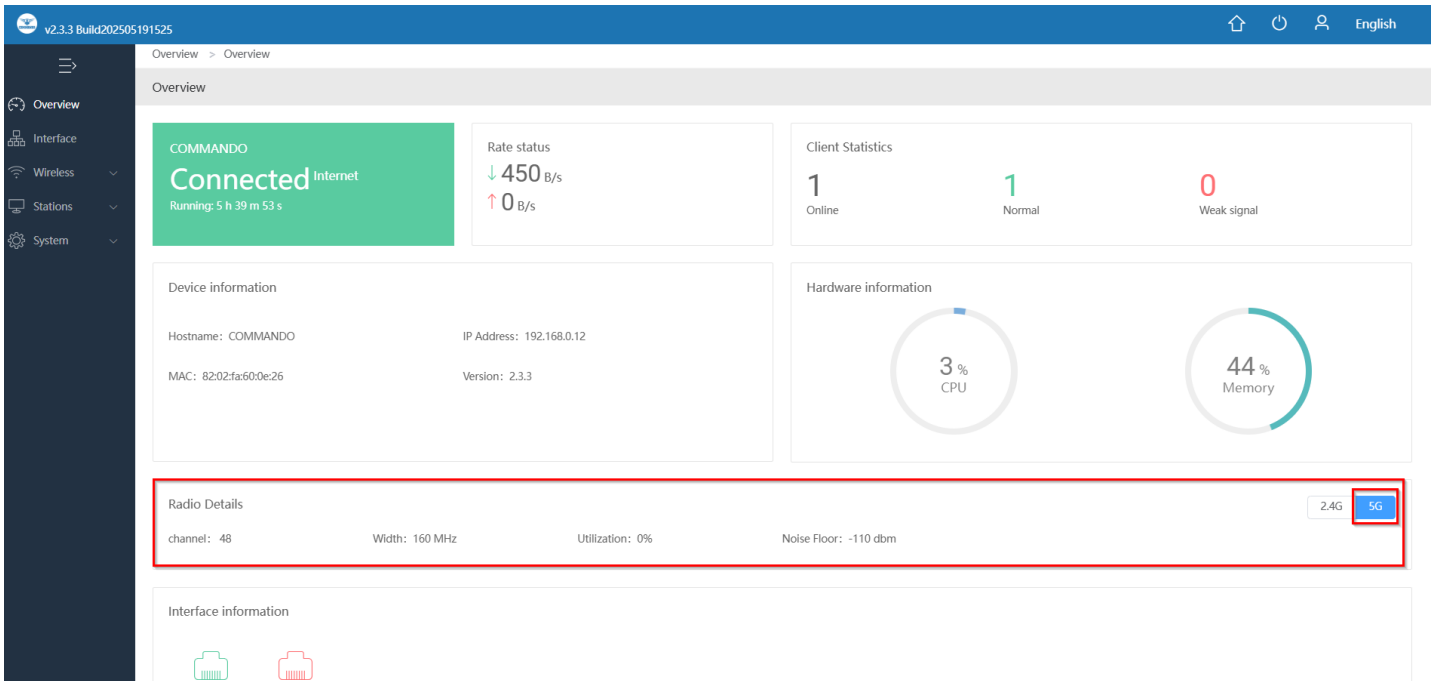 v2.3.3 Build202505191525
English
Overview > Overview
Overview
Overview
Interface
Wireless
Stations
System
COMMANDO
Connected Internet
Running: 5 h 39 m 53 s
Rate status
↓ 450 B/s
↑ 0 B/s
Client Statistics
1
Online
1
Normal
0
Weak signal
Device information
Hostname: COMMANDO
IP Address: 192.168.0.12
MAC: 82:02:fa:60:0e:26
Version: 2.3.3
Hardware information
3 %
CPU
44 %
Memory
Radio Details
2.4G 5G
channel: 48 Width: 160 MHz Utilization: 0% Noise Floor: -110 dbm
Interface information